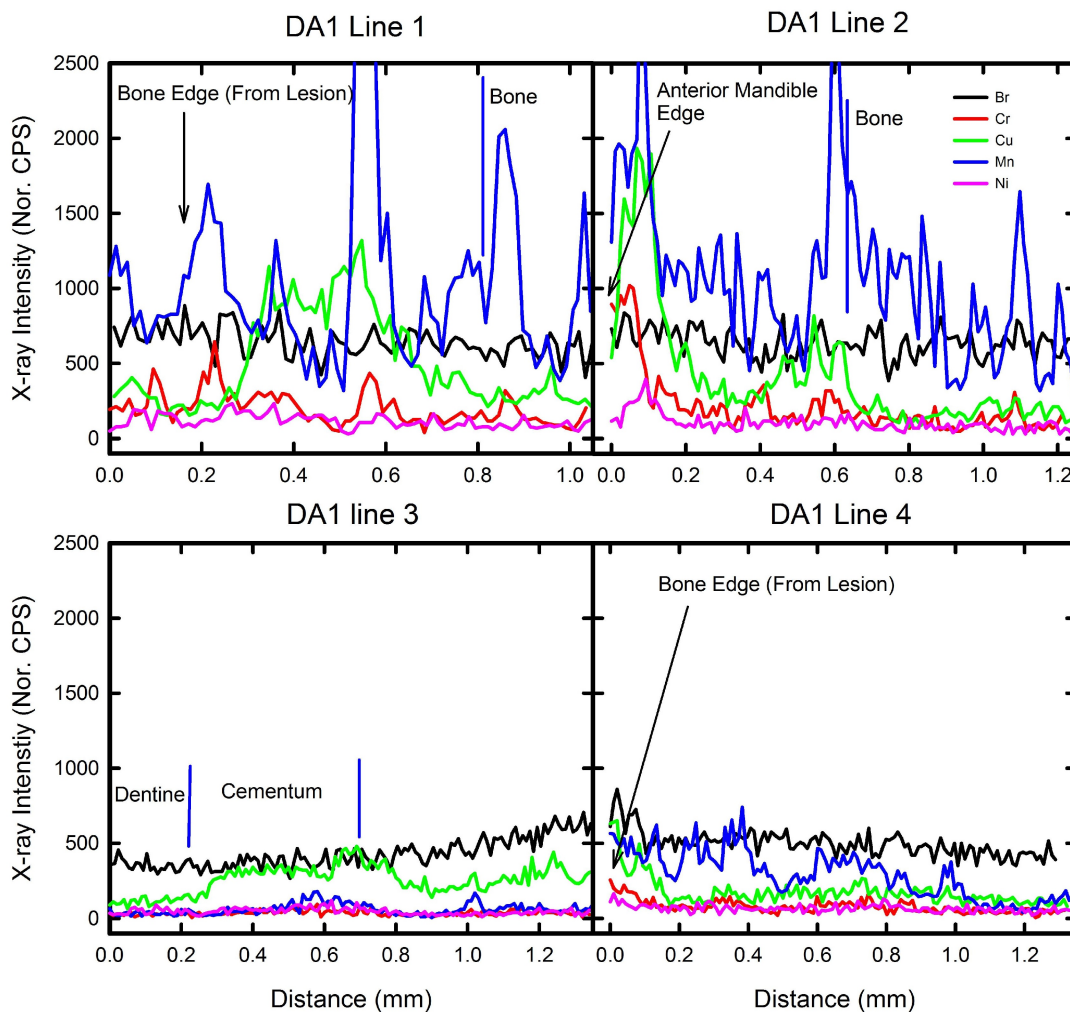 DA1 Line 1
DA1 Line 2
X-ray Intensity (Nor. CPS)
2500
2000
1500
1000
500
0
Bone Edge (From Lesion)
Bone
Anterior Mandible
Edge
Bone
Br
Cr
Cu
Mn
Ni
0.0 0.2 0.4 0.6 0.8 1.0
0.0 0.2 0.4 0.6 0.8 1.0 1.2
DA1 line 3
DA1 Line 4
X-ray Intenstiy (Nor. CPS)
2500
2000
1500
1000
500
0
Dentine
Cementum
Bone Edge (From Lesion)
0.0 0.2 0.4 0.6 0.8 1.0 1.2
0.0 0.2 0.4 0.6 0.8 1.0 1.2
Distance (mm)
Distance (mm)